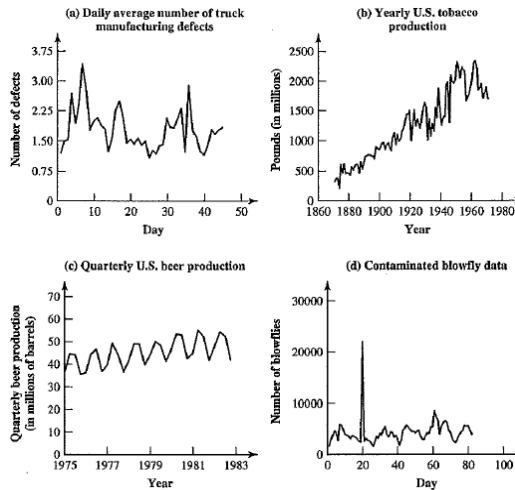 (a) Daily average number of truck
manufacturing defects
Number of defects
3.75
3.00
2.25
1.50
0.75
0
0 10 20 30 40 50
Day
(b) Yearly U.S. tobacco
production
Pounds (in millions)
2500
2000
1500
1000
500
0
1860 1880 1900 1920 1940 1960 1980
Year
(c) Quarterly U.S. beer production
Quarterly beer production
(in millions of barrels)
70
60
50
40
30
20
10
0
1975 1977 1979 1981 1983
Year
(d) Contaminated blowfly data
Number of blowflies
30000
20000
10000
0
0 20 40 60 80 100
Day